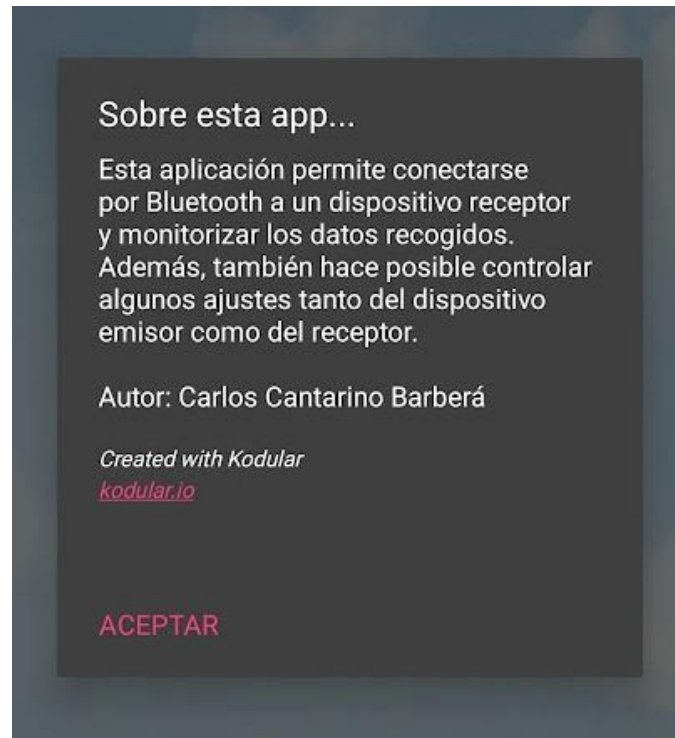 Sobre esta app...
Esta aplicación permite conectarse
por Bluetooth a un dispositivo receptor
y monitorizar los datos recogidos.
Además, también hace posible controlar
algunos ajustes tanto del dispositivo
emisor como del receptor.
Autor: Carlos Cantarino Barberá
Created with Kodular
kodular.io
ACEPTAR